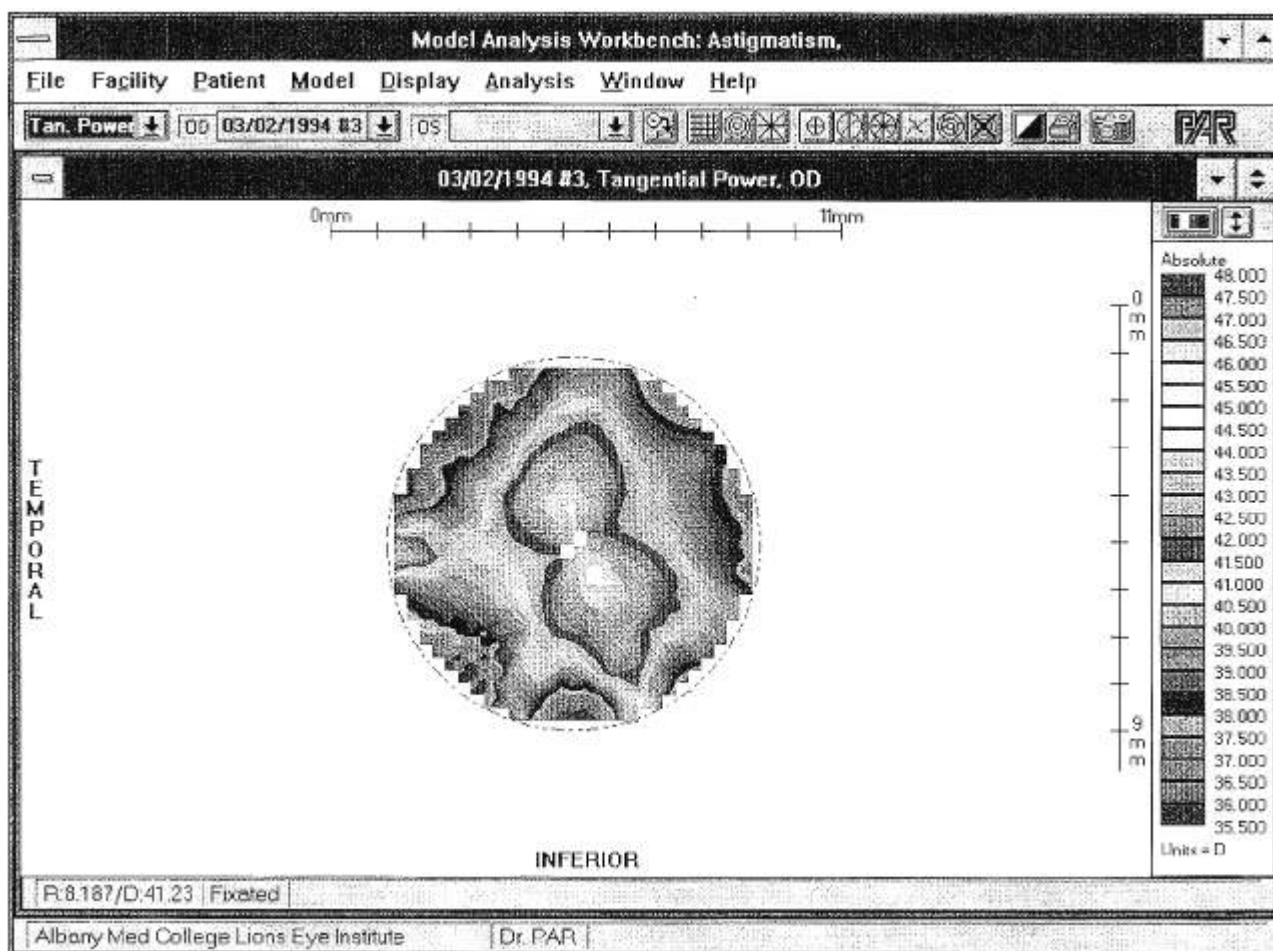 Model Analysis Workbench: Astigmatism,
File Facility Patient Model Display Analysis Window Help
Tan. Power OD 03/02/1994 #3 OS PAR
03/02/1994 #3, Tangential Power, OD
0mm 11mm
Absolute
48.000
47.500
47.000
46.500
46.000
45.500
45.000
44.500
44.000
43.500
43.000
42.500
42.000
41.500
41.000
40.500
40.000
39.500
39.000
38.500
38.000
37.500
37.000
36.500
36.000
35.500
Units = D
0
m
m
9
m
m
TEMPORAL
INFERIOR
R:8.187/D:41.23 Fixated
Albany Med College Lions Eye Institute Dr. PAR